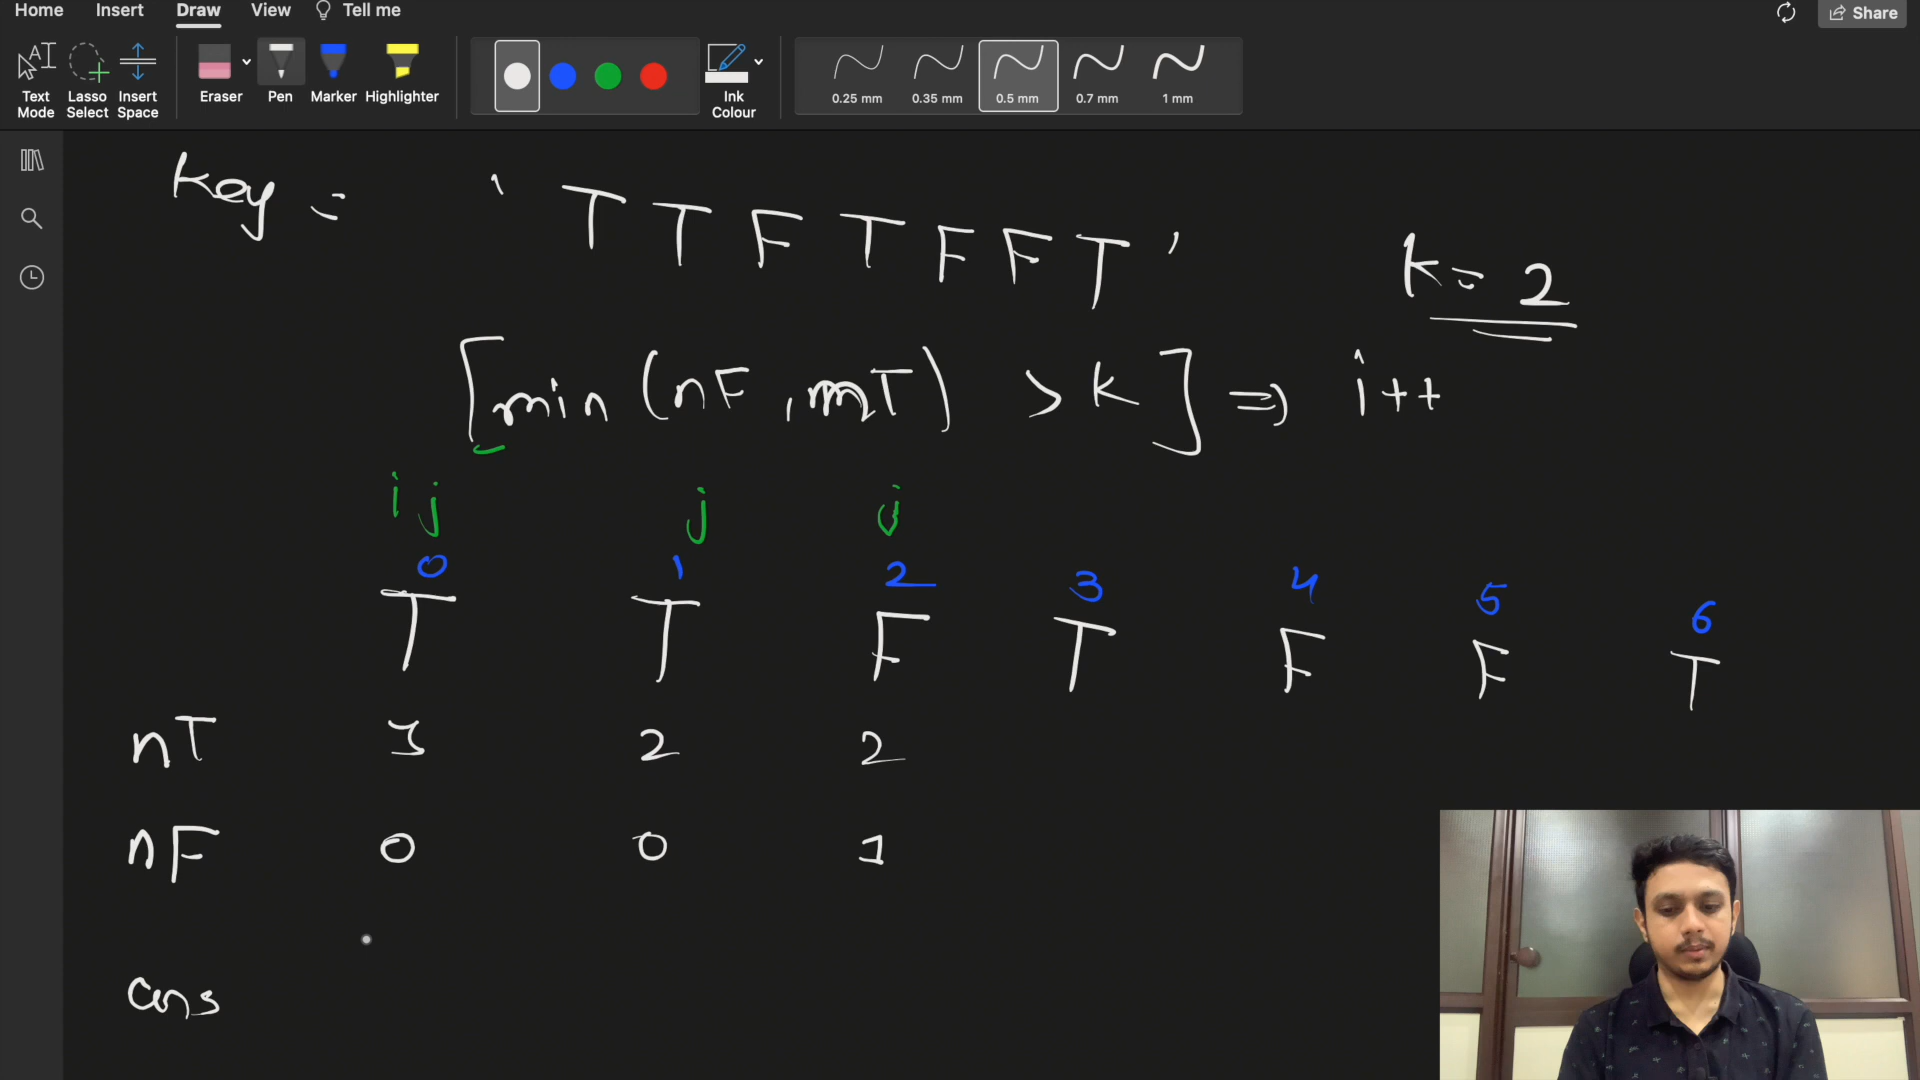 Home Insert Draw View Tell me Share
Text Mode Lasso Select Insert Space Eraser Pen Marker Highlighter Ink Colour 0.25 mm 0.35 mm 0.5 mm 0.7 mm 1 mm
key = ' T T F T F F T ' k = 2
[min (nF, nT) > k] ⇒ i++
i j j j
0 1 2 3 4 5 6
T T F T F F T
nT 3 2 2
nF 0 0 1
ans